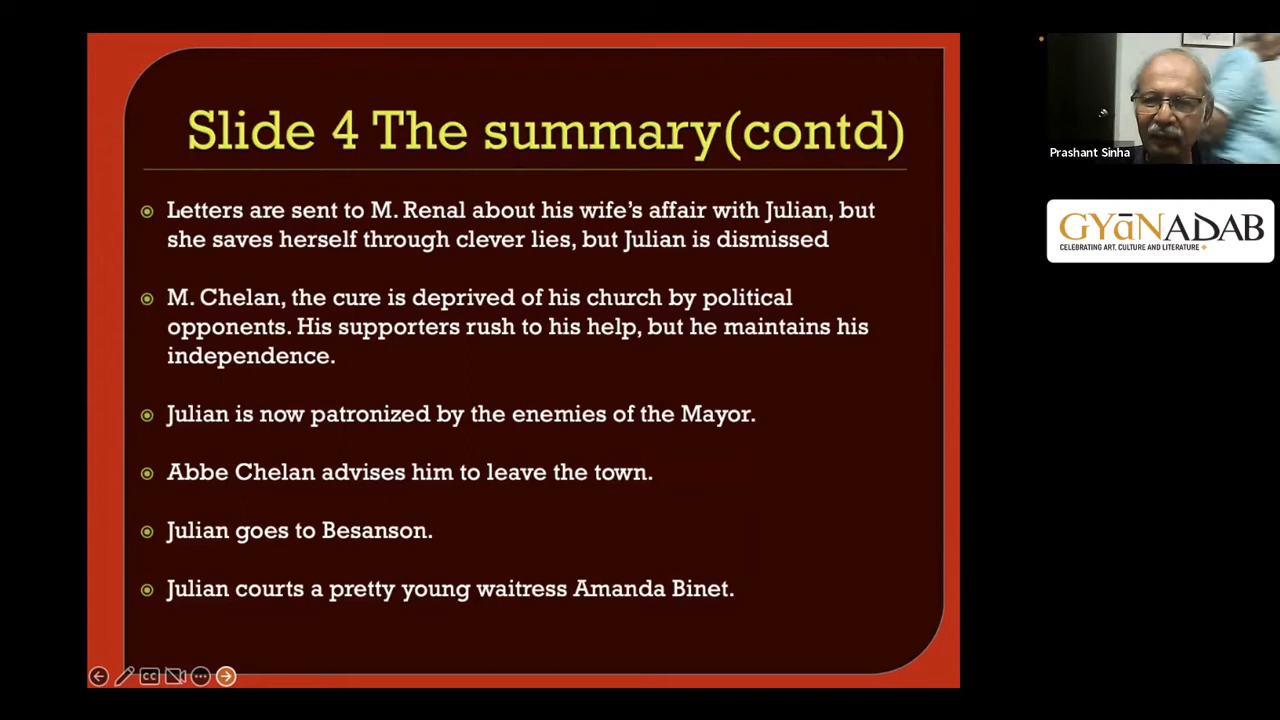 Slide 4 The summary(contd)
Letters are sent to M. Renal about his wife's affair with Julian, but
she saves herself through clever lies, but Julian is dismissed
M. Chelan, the cure is deprived of his church by political
opponents. His supporters rush to his help, but he maintains his
independence.
Julian is now patronized by the enemies of the Mayor.
Abbe Chelan advises him to leave the town.
Julian goes to Besanson.
Julian courts a pretty young waitress Amanda Binet.
CC
Prashant Sinha
GYāNADAB
CELEBRATING ART, CULTURE AND LITERATURE